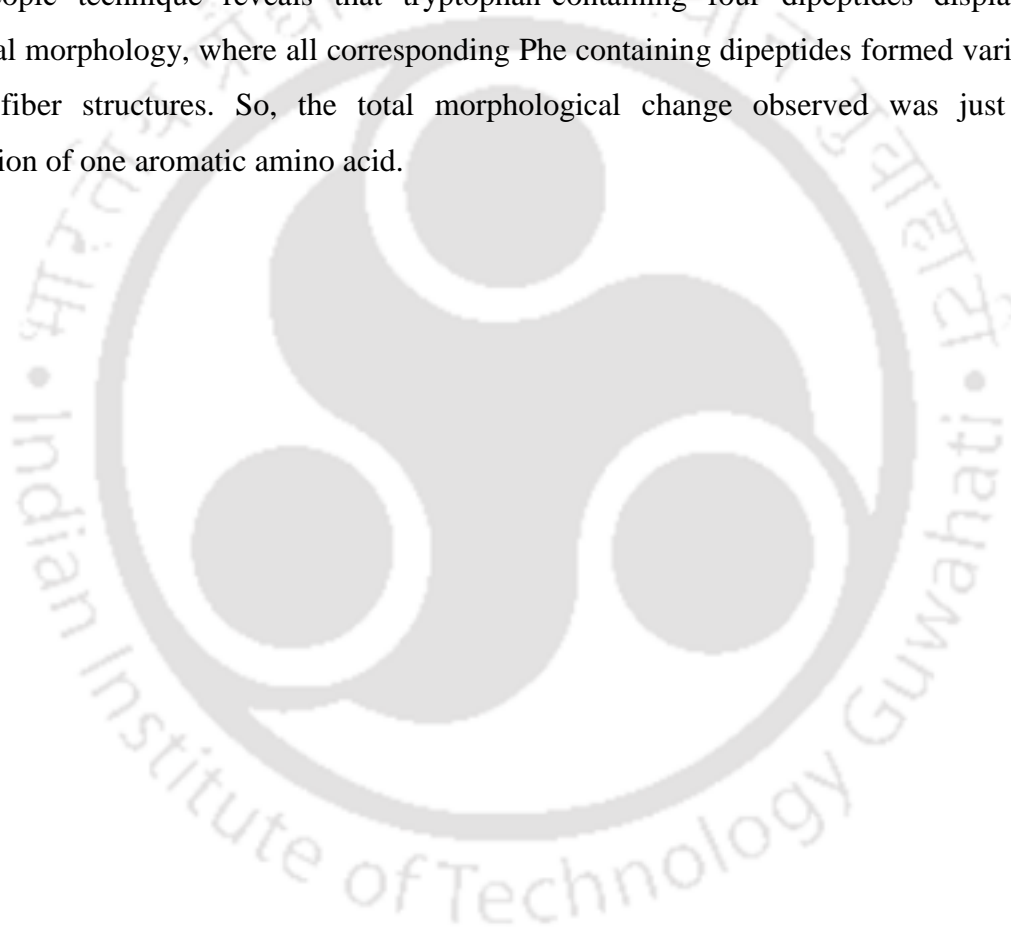 opic technique reveals that tryptophan-containing four dipeptides displa
al morphology, where all corresponding Phe containing dipeptides formed vari
fiber structures. So, the total morphological change observed was just
ion of one aromatic amino acid.
भारतीय
• Indian Institute of Technology Guwahati •